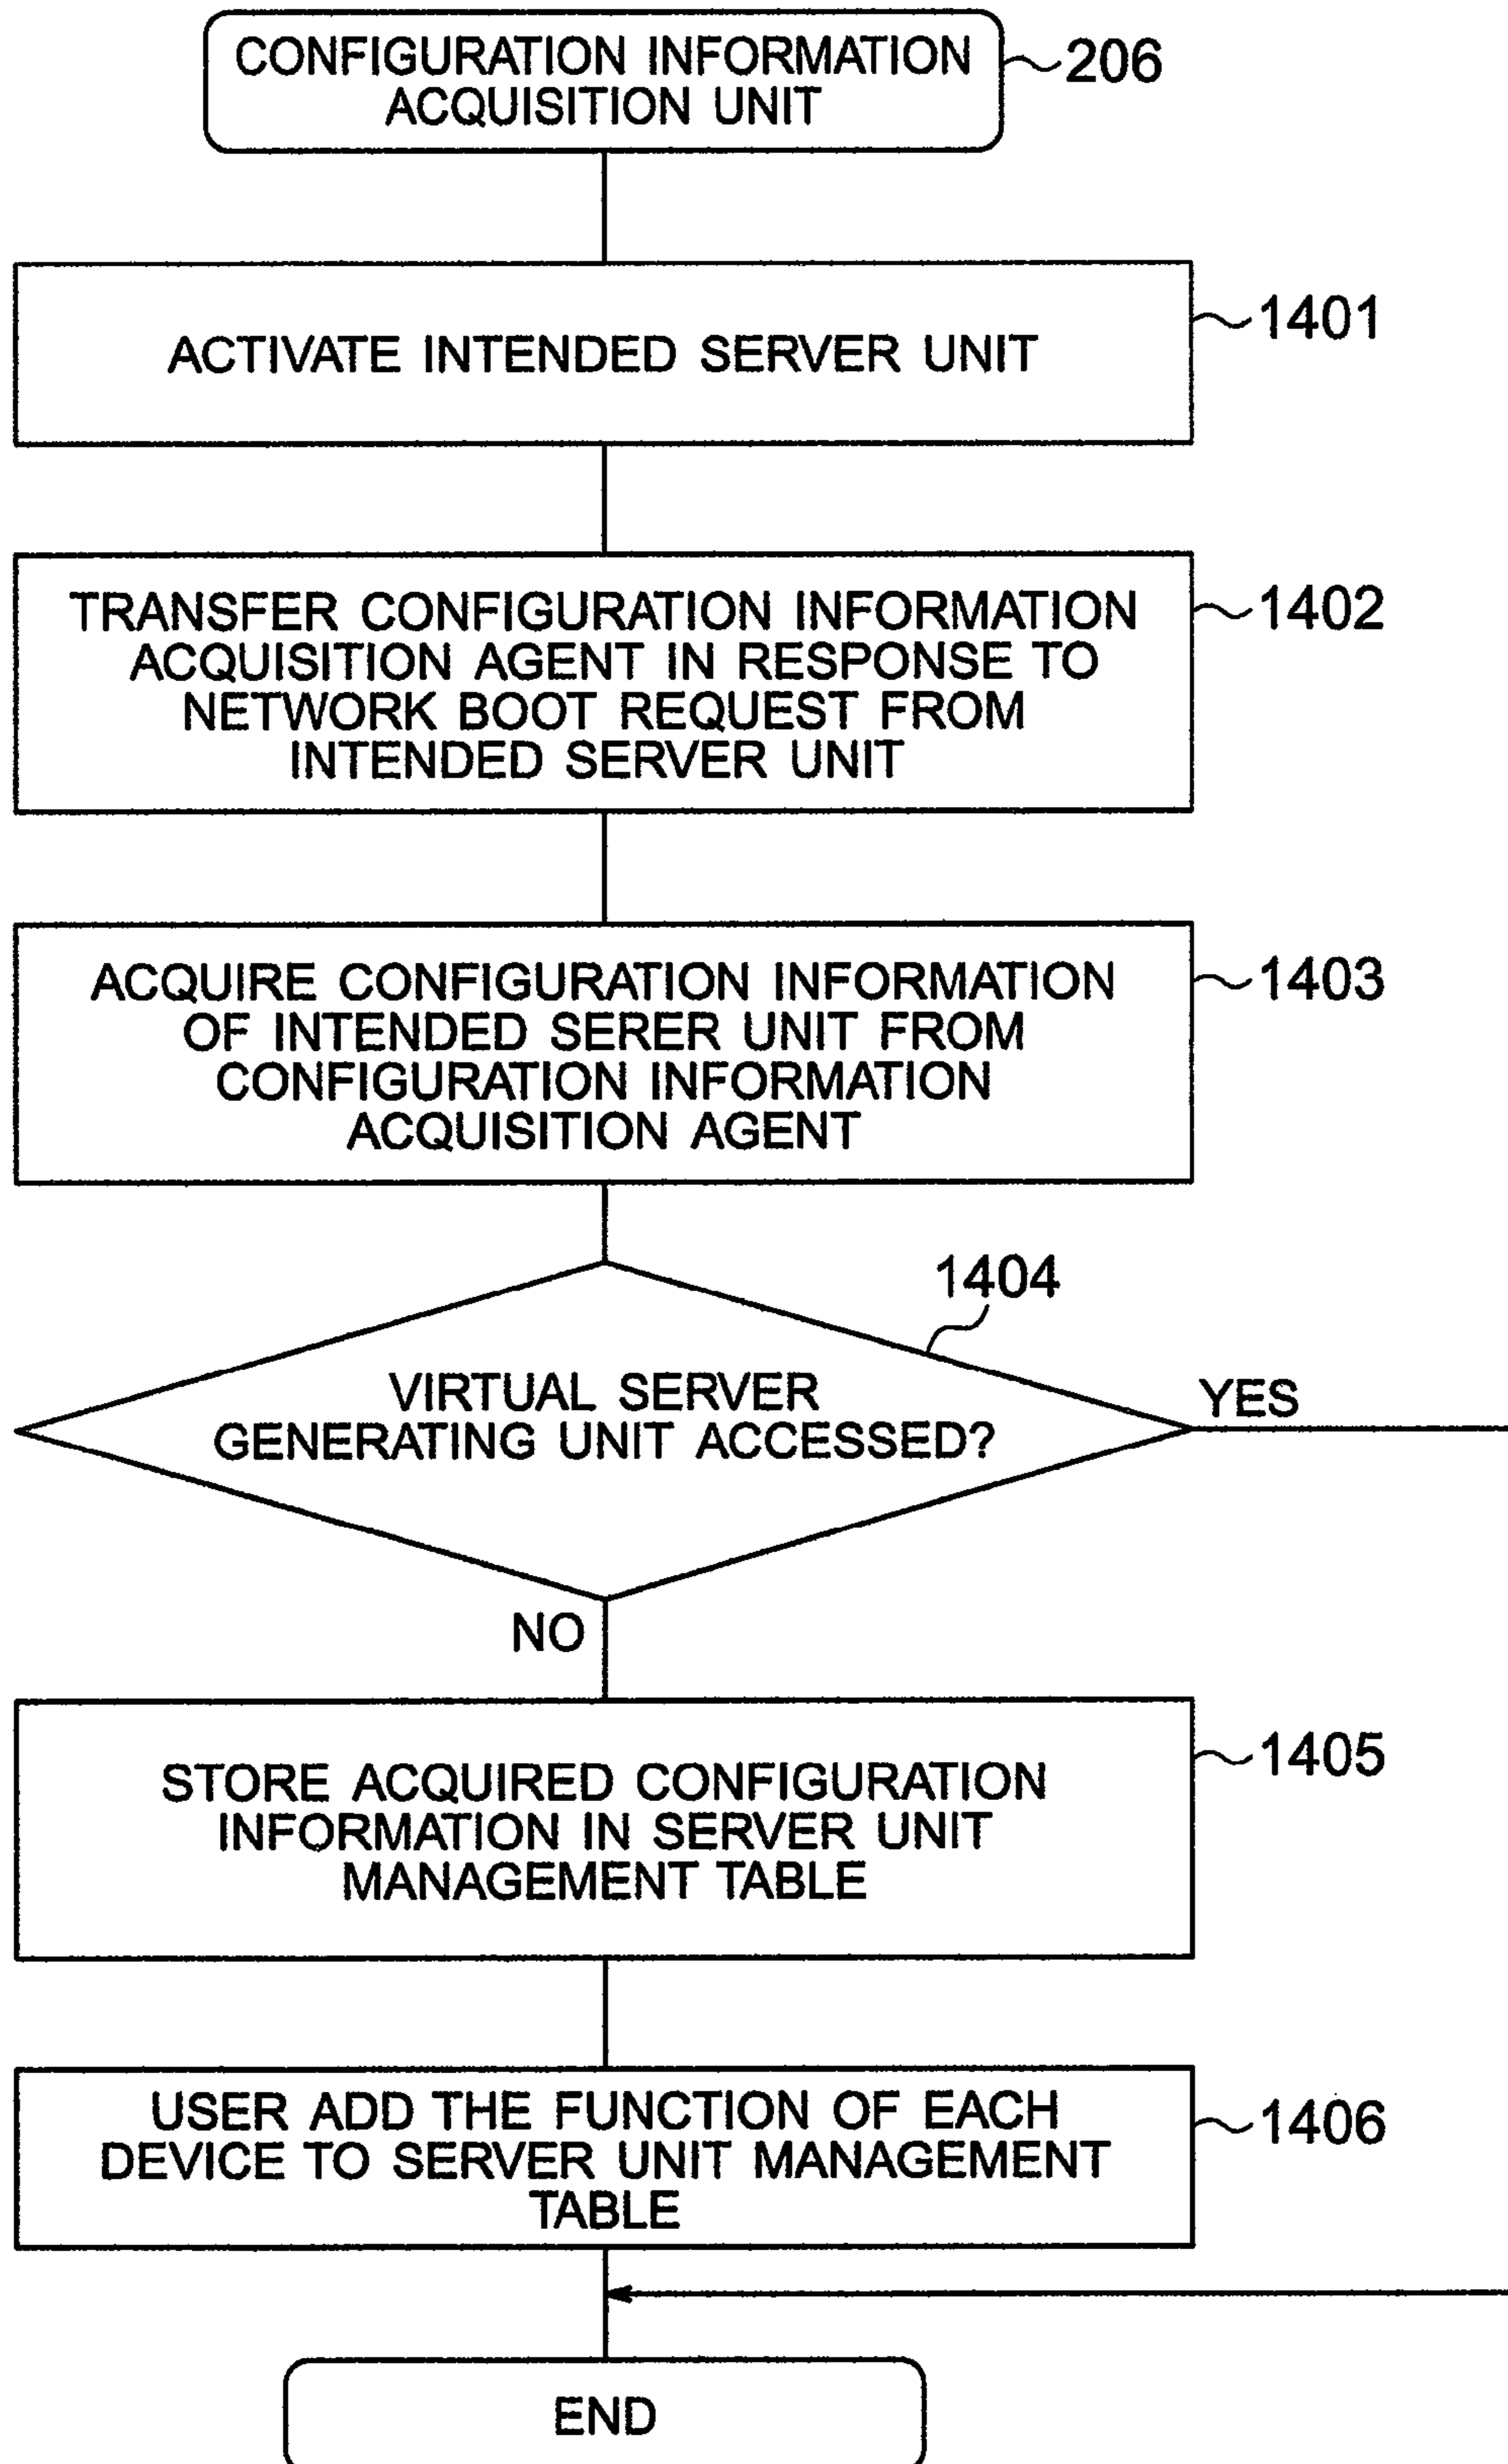 CONFIGURATION INFORMATION
ACQUISITION UNIT
206
ACTIVATE INTENDED SERVER UNIT
1401
TRANSFER CONFIGURATION INFORMATION
ACQUISITION AGENT IN RESPONSE TO
NETWORK BOOT REQUEST FROM
INTENDED SERVER UNIT
1402
ACQUIRE CONFIGURATION INFORMATION
OF INTENDED SERER UNIT FROM
CONFIGURATION INFORMATION
ACQUISITION AGENT
1403
1404
VIRTUAL SERVER
GENERATING UNIT ACCESSED?
YES
NO
STORE ACQUIRED CONFIGURATION
INFORMATION IN SERVER UNIT
MANAGEMENT TABLE
1405
USER ADD THE FUNCTION OF EACH
DEVICE TO SERVER UNIT MANAGEMENT
TABLE
1406
END